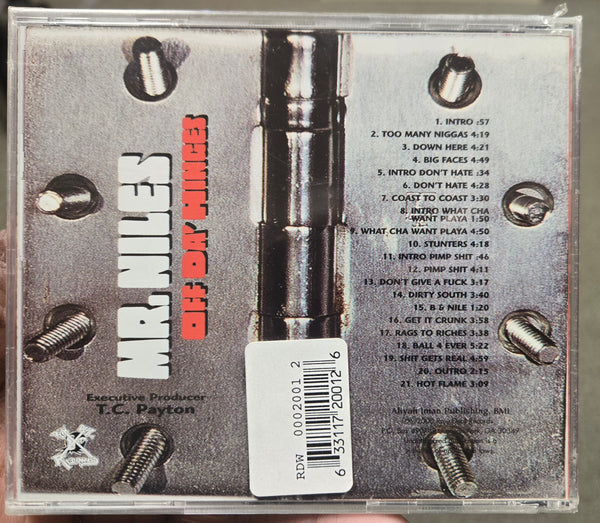 MR. NILES
OFF DA' HINGES
Executive Producer
T.C. Payton
1. INTRO :57
2. TOO MANY NIGGAS 4:19
3. DOWN HERE 4:21
4. BIG FACES 4:49
5. INTRO DON'T HATE :34
6. DON'T HATE 4:28
7. COAST TO COAST 3:30
8. INTRO WHAT CHA
WANT PLAYA 1:50
9. WHAT CHA WANT PLAYA 4:50
10. STUNTERS 4:18
11. INTRO PIMP SHIT :46
12. PIMP SHIT 4:11
13. DON'T GIVE A FUCK 3:17
14. DIRTY SOUTH 3:40
15. B & NILE 1:20
16. GET IT CRUNK 3:58
17. RAGS TO RICHES 3:38
18. BALL 4 EVER 5:22
19. SHIT GETS REAL 4:59
20. OUTRO 2:15
21. HOT FLAME 3:09
Publishing, BMI
2000 Records
P.O. Box GA 30349
RDW 0002001 2
6 33117 20012 6